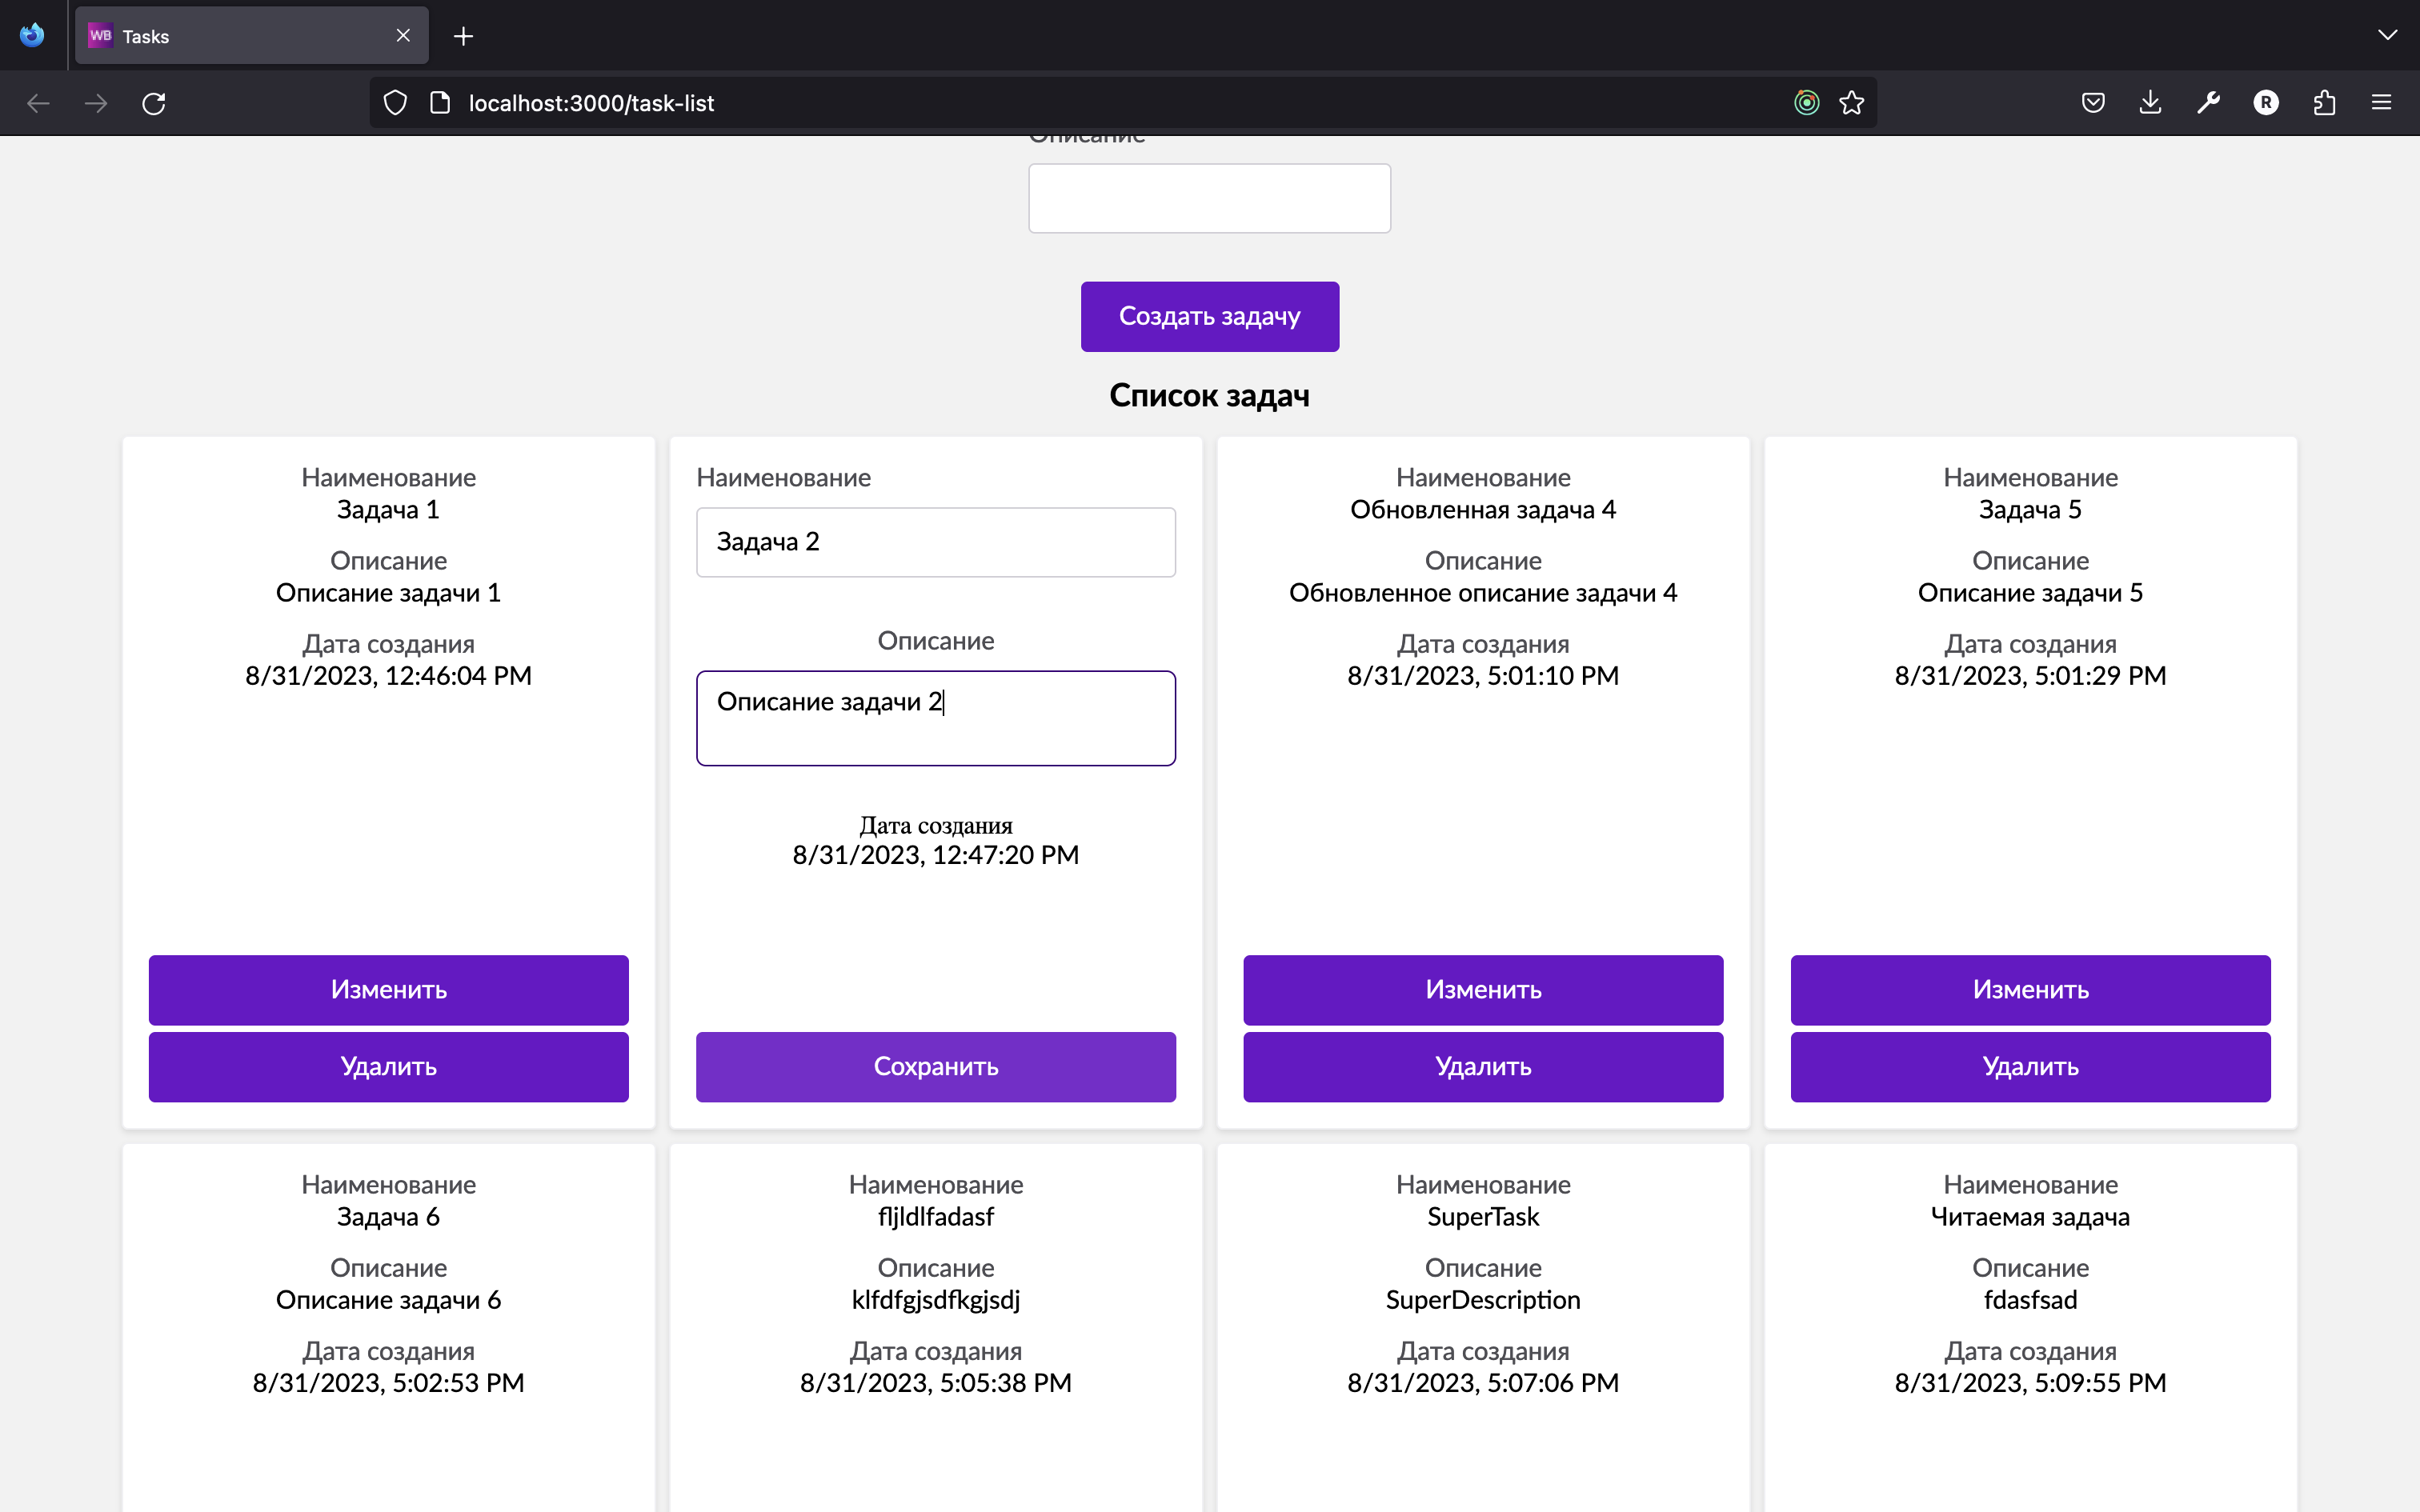 WB Tasks
localhost:3000/task-list
R
Описание
Создать задачу
Список задач
Наименование
Задача 1
Описание
Описание задачи 1
Дата создания
8/31/2023, 12:46:04 PM
Изменить
Удалить
Наименование
Задача 2
Описание
Описание задачи 2
Дата создания
8/31/2023, 12:47:20 PM
Сохранить
Наименование
Обновленная задача 4
Описание
Обновленное описание задачи 4
Дата создания
8/31/2023, 5:01:10 PM
Изменить
Удалить
Наименование
Задача 5
Описание
Описание задачи 5
Дата создания
8/31/2023, 5:01:29 PM
Изменить
Удалить
Наименование
Задача 6
Описание
Описание задачи 6
Дата создания
8/31/2023, 5:02:53 PM
Наименование
fljldlfadasf
Описание
klfdfgjsdfkgjsdj
Дата создания
8/31/2023, 5:05:38 PM
Наименование
SuperTask
Описание
SuperDescription
Дата создания
8/31/2023, 5:07:06 PM
Наименование
Читаемая задача
Описание
fdasfsad
Дата создания
8/31/2023, 5:09:55 PM